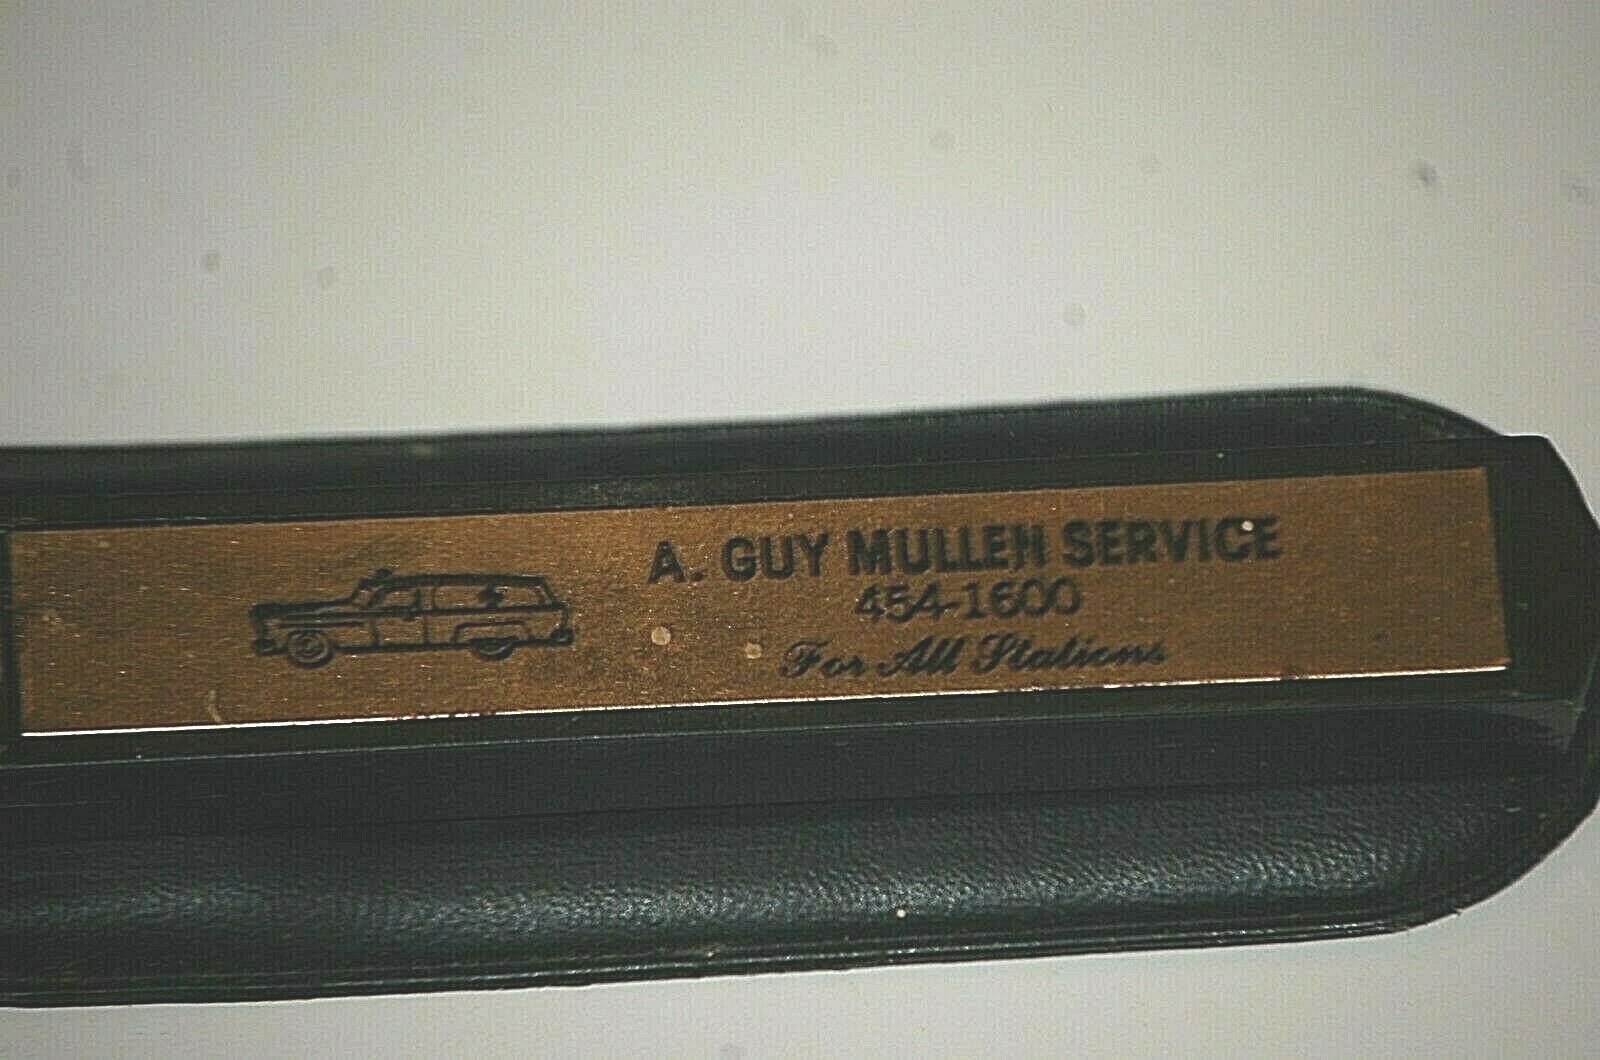 A. GUY MULLEN SERVICE
454-1600
For All Stations